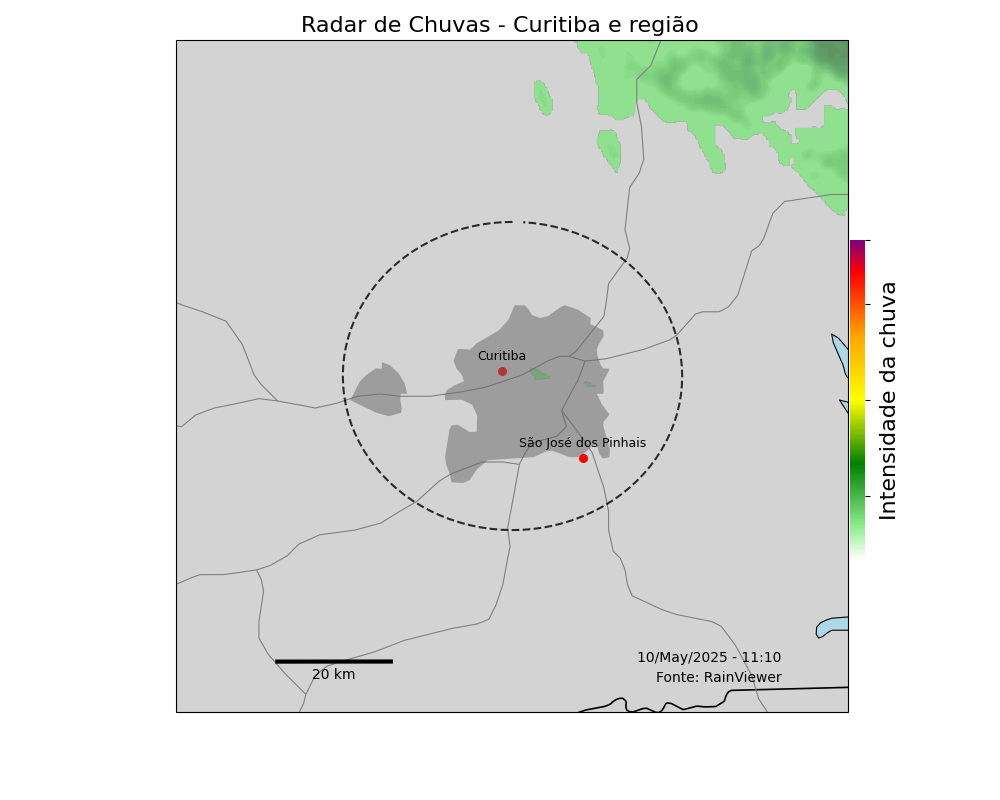 Radar de Chuvas - Curitiba e região
Curitiba
São José dos Pinhais
Intensidade da chuva
10/May/2025 - 11:10
20 km
Fonte: RainViewer